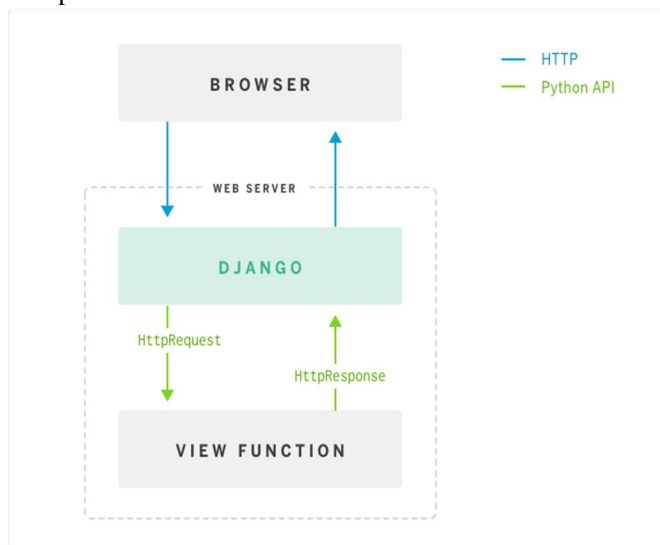 BROWSER
HTTP
Python API
WEB SERVER
DJANGO
HttpRequest
HttpResponse
VIEW FUNCTION